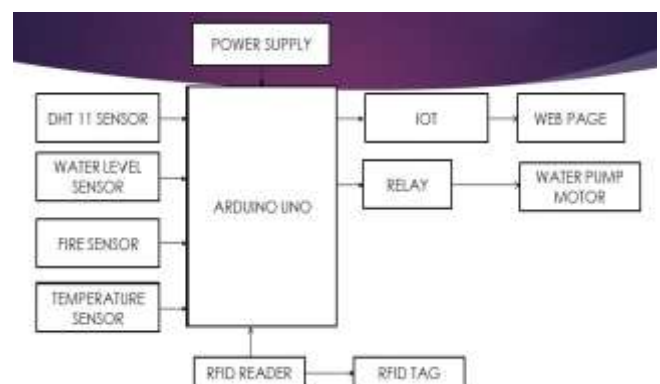 POWER SUPPLY
DHT 11 SENSOR
IOT
WEB PAGE
WATER LEVEL
SENSOR
RELAY
WATER PUMP
MOTOR
ARDUINO UNO
FIRE SENSOR
TEMPERATURE
SENSOR
RFID READER
RFID TAG